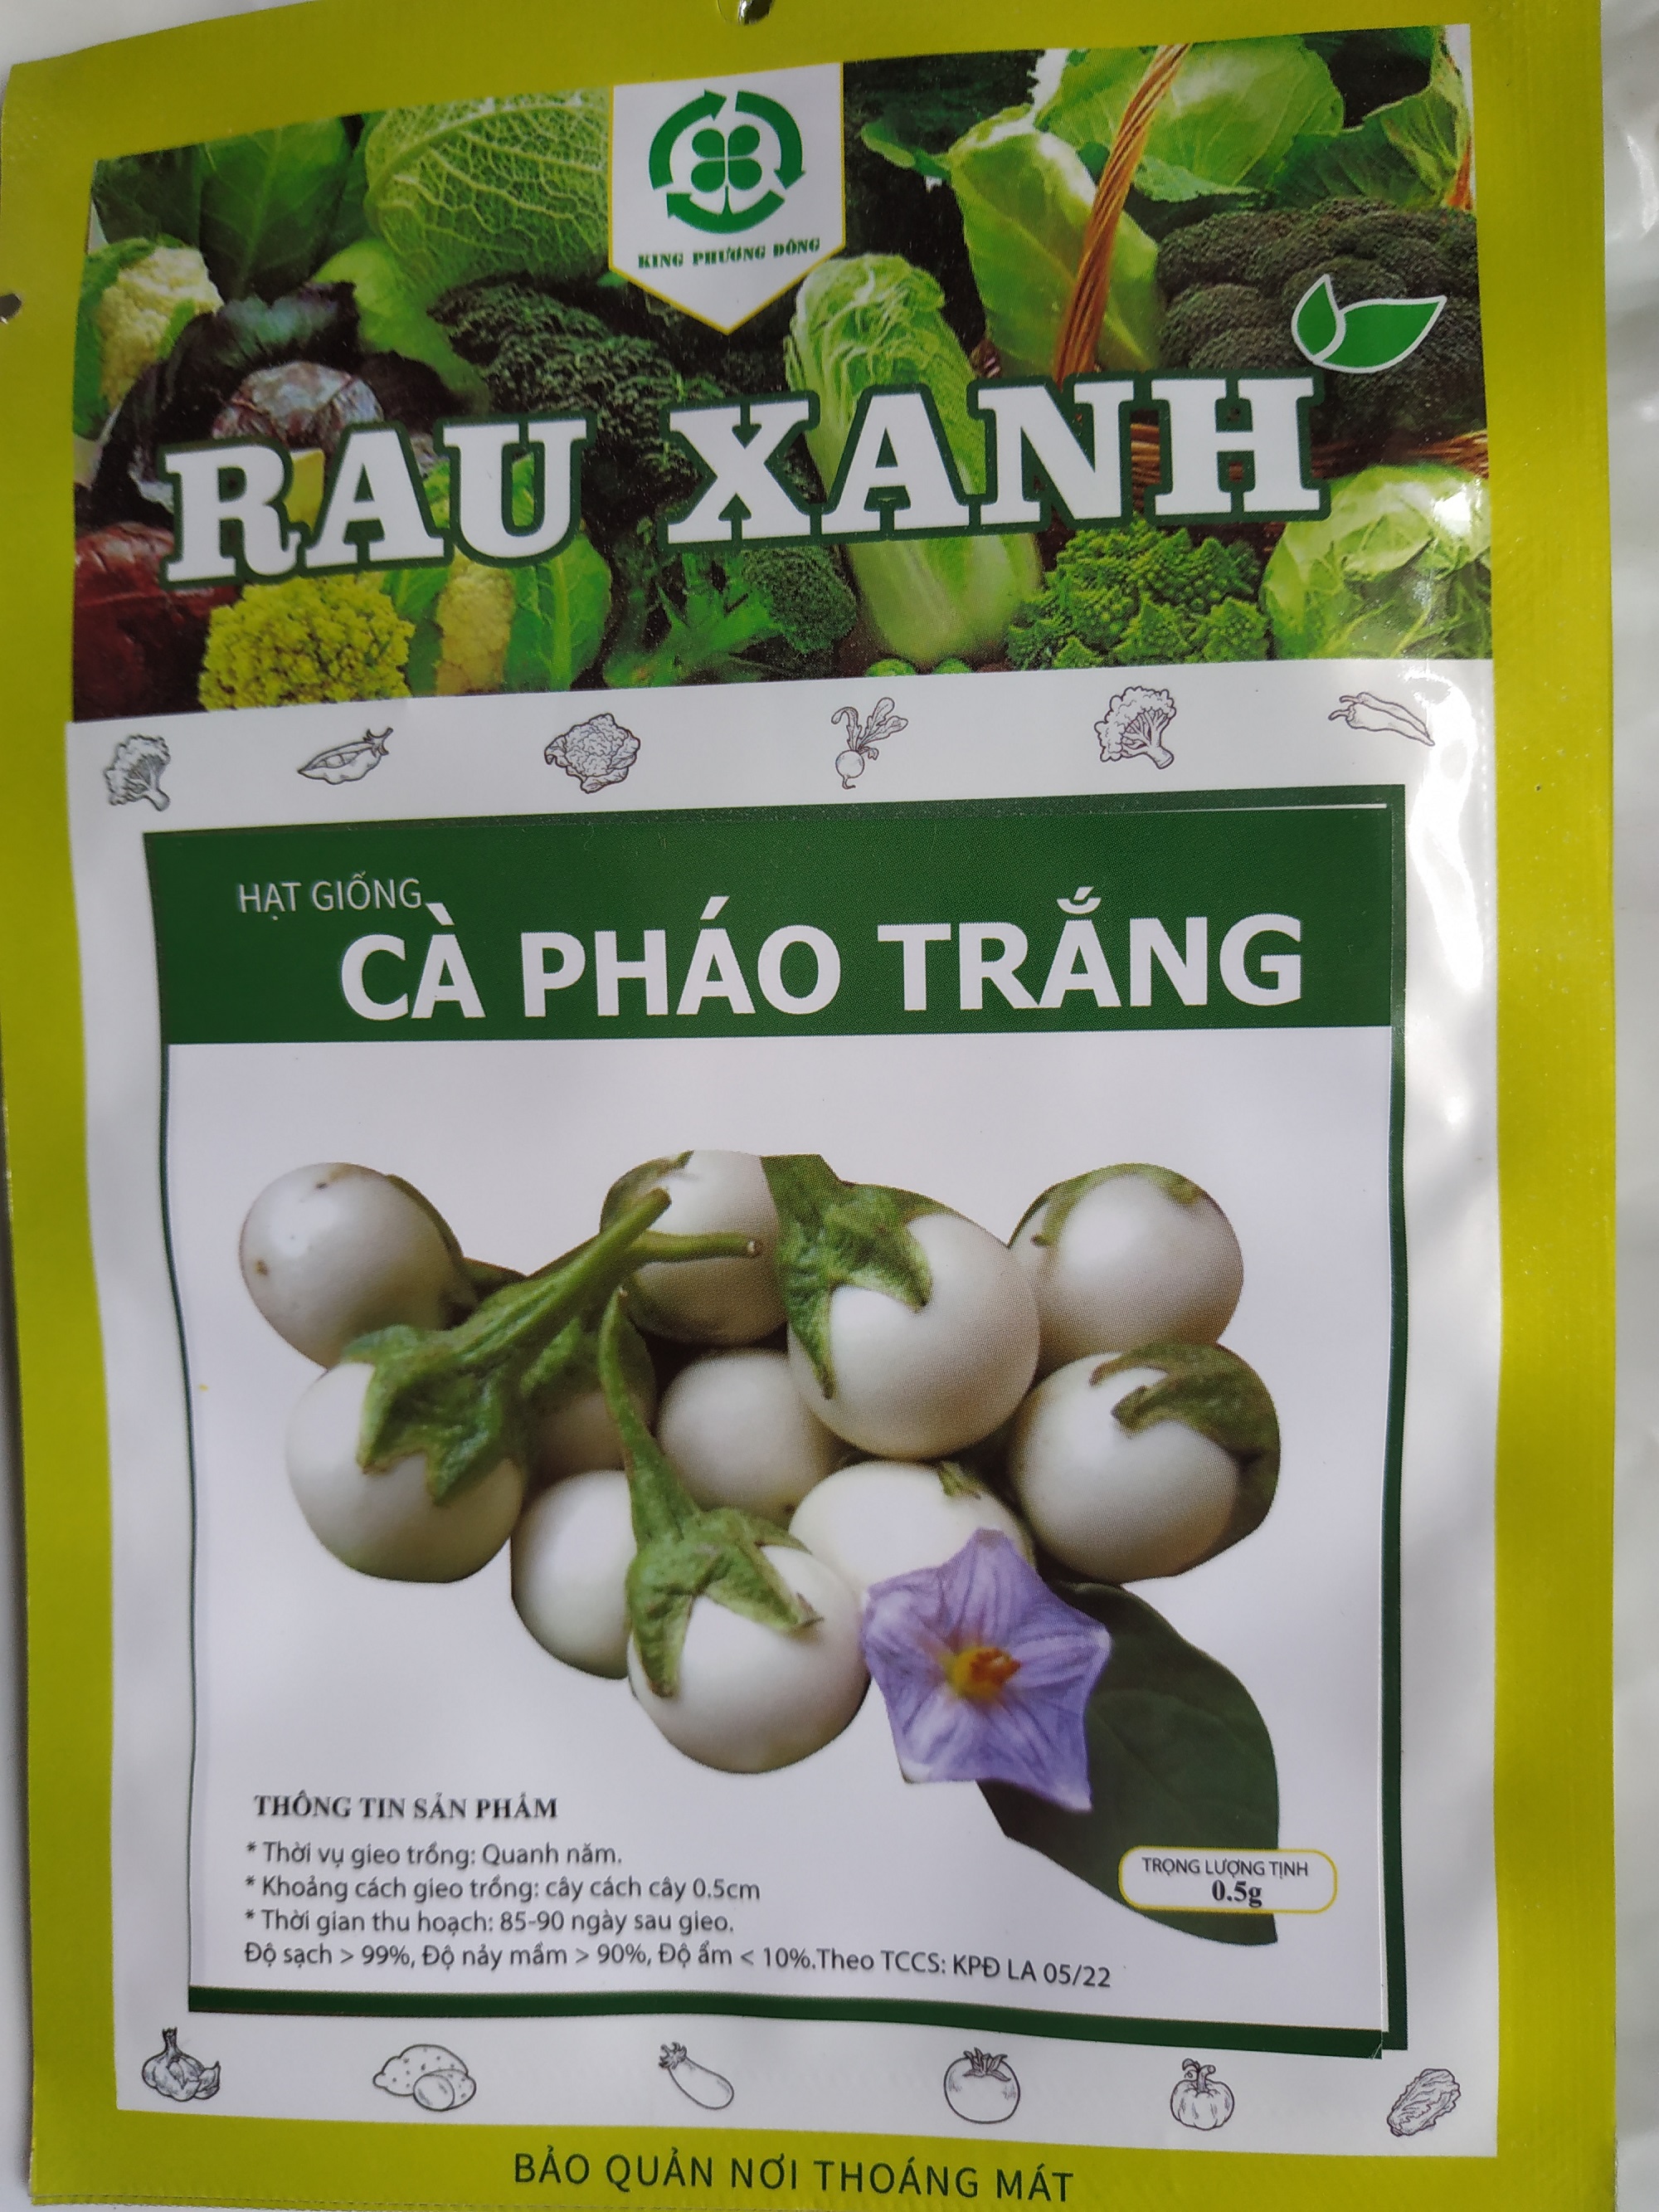 KING PHƯƠNG ĐÔNG
RAU XANH
HẠT GIỐNG
CÀ PHÁO TRẮNG
THÔNG TIN SẢN PHẨM
* Thời vụ gieo trồng: Quanh năm.
* Khoảng cách gieo trồng: cây cách cây 0.5cm
* Thời gian thu hoạch: 85-90 ngày sau gieo.
Độ sạch > 99%, Độ nảy mầm > 90%, Độ ẩm < 10%.Theo TCCS: KPĐ LA 05/22
TRỌNG LƯỢNG TỊNH
0.5g
BẢO QUẢN NƠI THOÁNG MÁT